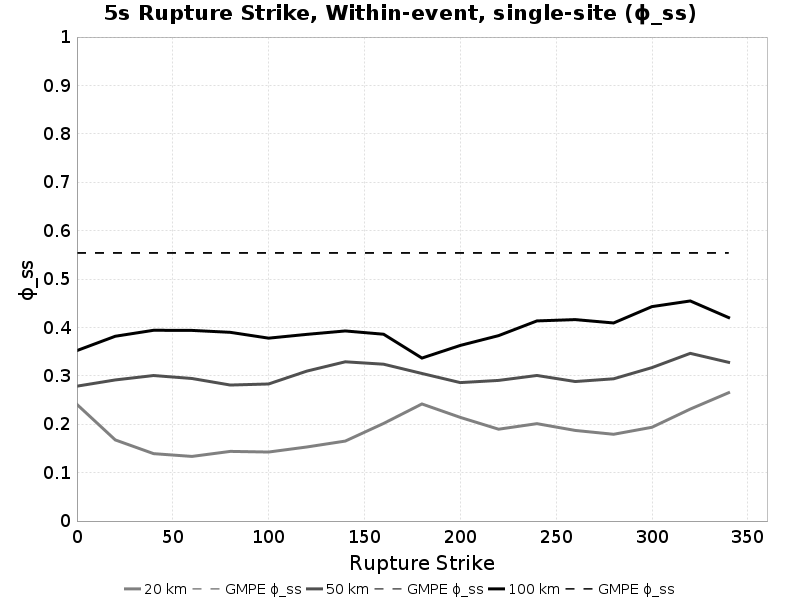 5s Rupture Strike, Within-event, single-site (ϕ_ss)
1
0.9
0.8
0.7
0.6
0.5
0.4
0.3
0.2
0.1
0
ϕ_ss
0 50 100 150 200 250 300 350
Rupture Strike
20 km GMPE ϕ_ss 50 km GMPE ϕ_ss 100 km GMPE ϕ_ss